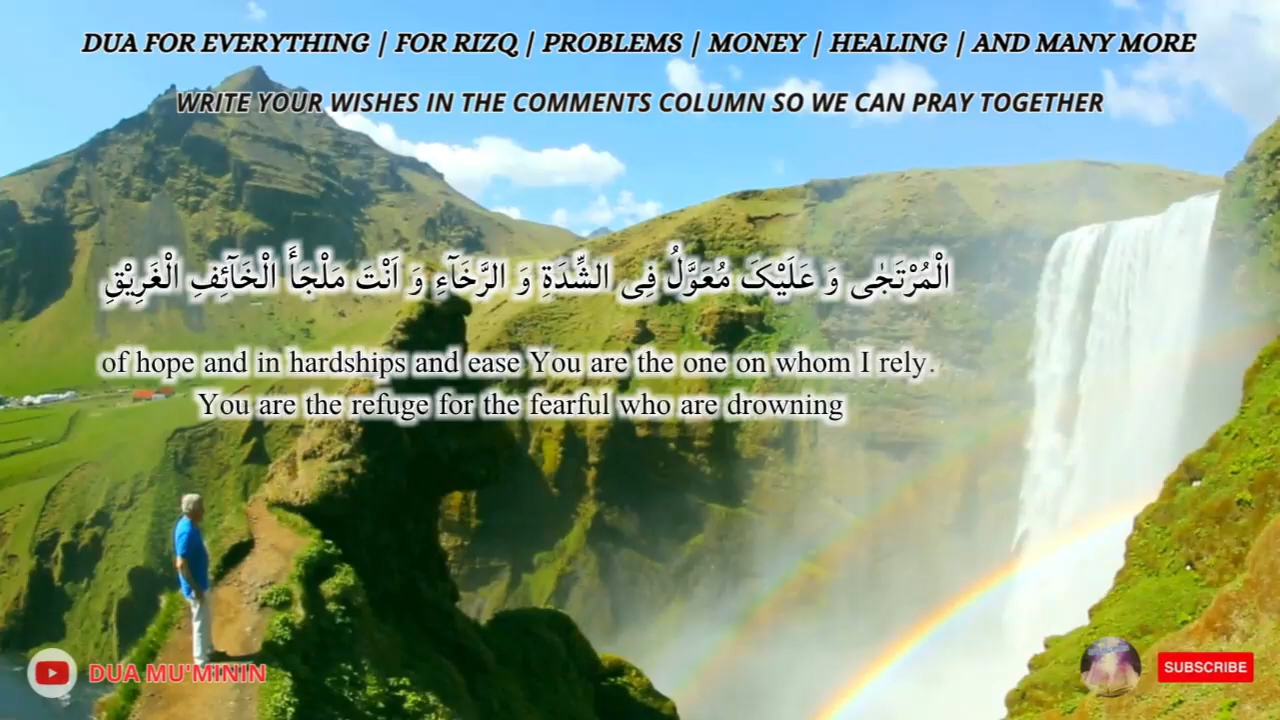 DUA FOR EVERYTHING | FOR RIZQ | PROBLEMS | MONEY | HEALING | AND MANY MORE
WRITE YOUR WISHES IN THE COMMENTS COLUMN SO WE CAN PRAY TOGETHER
الْمُرْتَجٰی وَ عَلَیْکَ مُعَوَّلُ فِی الشِّدَةِ وَ الرَّخَآءِ وَ اَنْتَ مَلْجَأَ الْخَآئِفِ الْغَرِیْقِ
of hope and in hardships and ease You are the one on whom I rely.
You are the refuge for the fearful who are drowning
DUA MU'MININ
SUBSCRIBE